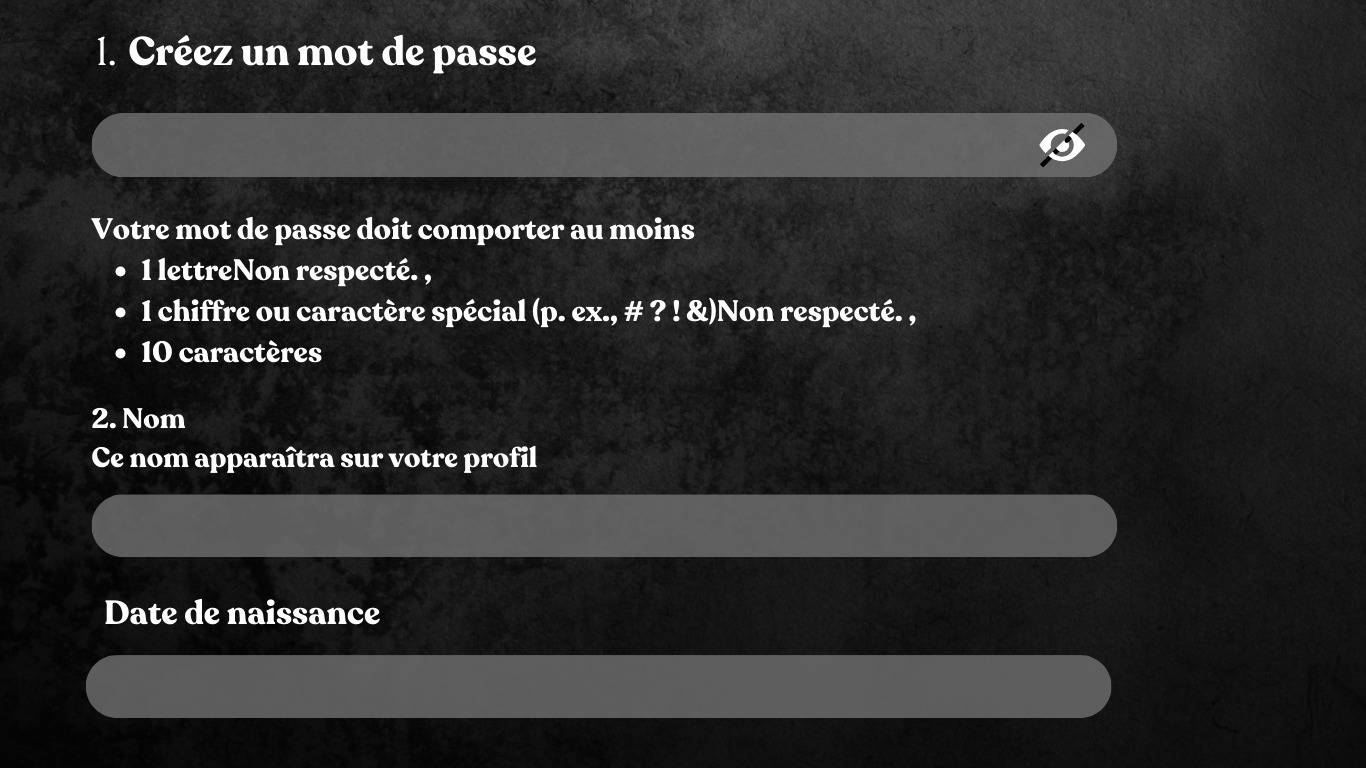 1. Créez un mot de passe
Votre mot de passe doit comporter au moins
• 1 lettreNon respecté. ,
• 1 chiffre ou caractère spécial (p. ex., # ? ! &)Non respecté. ,
• 10 caractères
2. Nom
Ce nom apparaîtra sur votre profil
Date de naissance